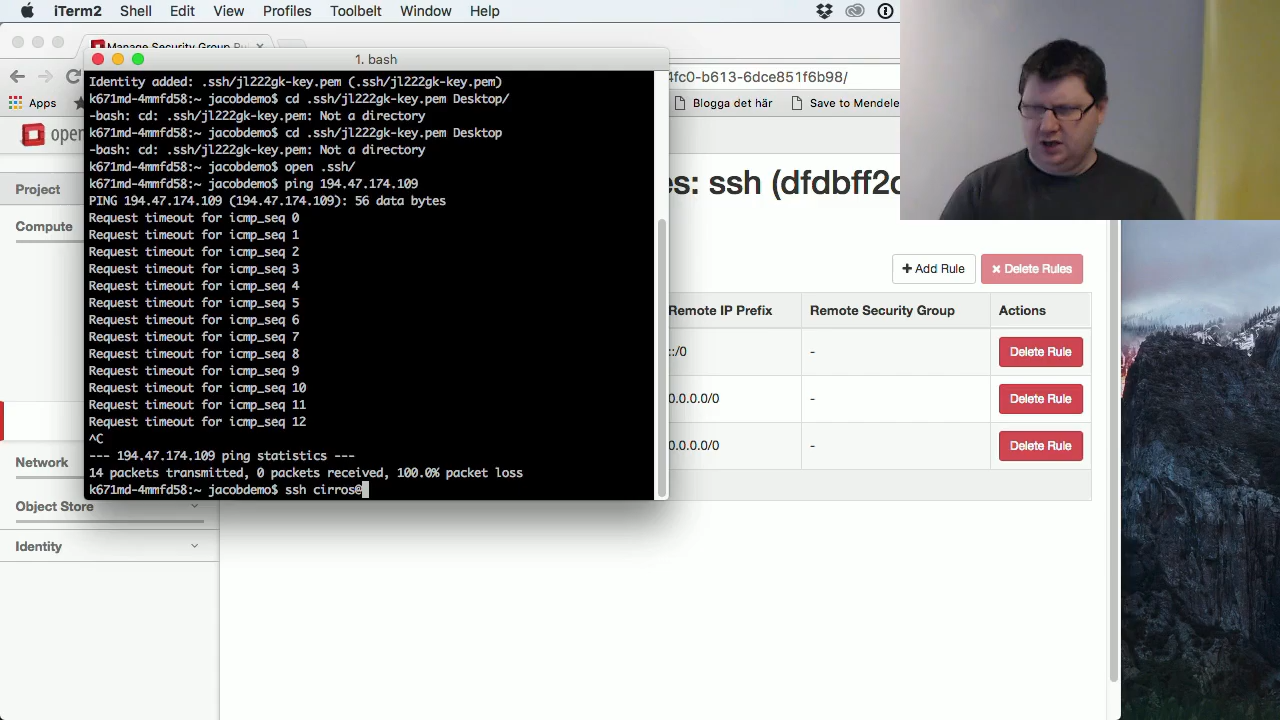 iTerm2 Shell Edit View Profiles Toolbelt Window Help
Manage Security Group Ru
1. bash
Identity added: .ssh/jl222gk-key.pem (.ssh/jl222gk-key.pem)
k671md-4mmfd58:~ jacobdemo$ cd .ssh/jl222gk-key.pem Desktop/
-bash: cd: .ssh/jl222gk-key.pem: Not a directory
k671md-4mmfd58:~ jacobdemo$ cd .ssh/jl222gk-key.pem Desktop
-bash: cd: .ssh/jl222gk-key.pem: Not a directory
k671md-4mmfd58:~ jacobdemo$ open .ssh/
k671md-4mmfd58:~ jacobdemo$ ping 194.47.174.109
PING 194.47.174.109 (194.47.174.109): 56 data bytes
Request timeout for icmp_seq 0
Request timeout for icmp_seq 1
Request timeout for icmp_seq 2
Request timeout for icmp_seq 3
Request timeout for icmp_seq 4
Request timeout for icmp_seq 5
Request timeout for icmp_seq 6
Request timeout for icmp_seq 7
Request timeout for icmp_seq 8
Request timeout for icmp_seq 9
Request timeout for icmp_seq 10
Request timeout for icmp_seq 11
Request timeout for icmp_seq 12
^C
--- 194.47.174.109 ping statistics ---
14 packets transmitted, 0 packets received, 100.0% packet loss
k671md-4mmfd58:~ jacobdemo$ ssh cirros@
4fc0-b613-6dce851f6b98/
Apps
Blogga det här
Save to Mendele
open
Project
Compute
Network
Object Store
Identity
es: ssh (dfdbff2c
+ Add Rule
× Delete Rules
Remote IP Prefix Remote Security Group Actions
::/0 - Delete Rule
0.0.0.0/0 - Delete Rule
0.0.0.0/0 - Delete Rule